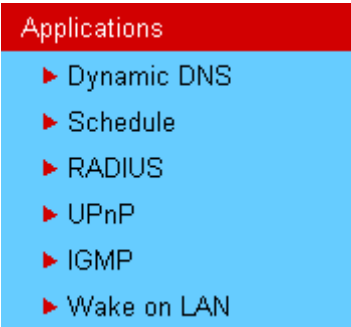 Applications
Dynamic DNS
Schedule
RADIUS
UPnP
IGMP
Wake on LAN